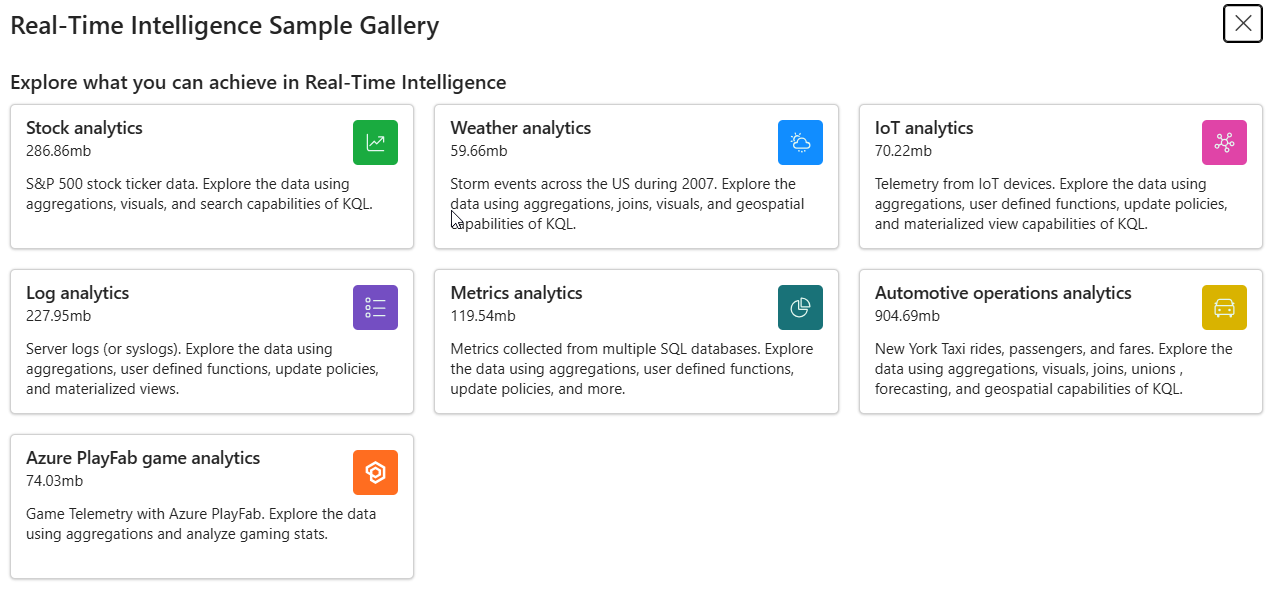 Real-Time Intelligence Sample Gallery
Explore what you can achieve in Real-Time Intelligence
Stock analytics
286.86mb
S&P 500 stock ticker data. Explore the data using
aggregations, visuals, and search capabilities of KQL.
Weather analytics
59.66mb
Storm events across the US during 2007. Explore the
data using aggregations, joins, visuals, and geospatial
capabilities of KQL.
IoT analytics
70.22mb
Telemetry from IoT devices. Explore the data using
aggregations, user defined functions, update policies,
and materialized view capabilities of KQL.
Log analytics
227.95mb
Server logs (or syslogs). Explore the data using
aggregations, user defined functions, update policies,
and materialized views.
Metrics analytics
119.54mb
Metrics collected from multiple SQL databases. Explore
the data using aggregations, user defined functions,
update policies, and more.
Automotive operations analytics
904.69mb
New York Taxi rides, passengers, and fares. Explore the
data using aggregations, visuals, joins, unions ,
forecasting, and geospatial capabilities of KQL.
Azure PlayFab game analytics
74.03mb
Game Telemetry with Azure PlayFab. Explore the data
using aggregations and analyze gaming stats.